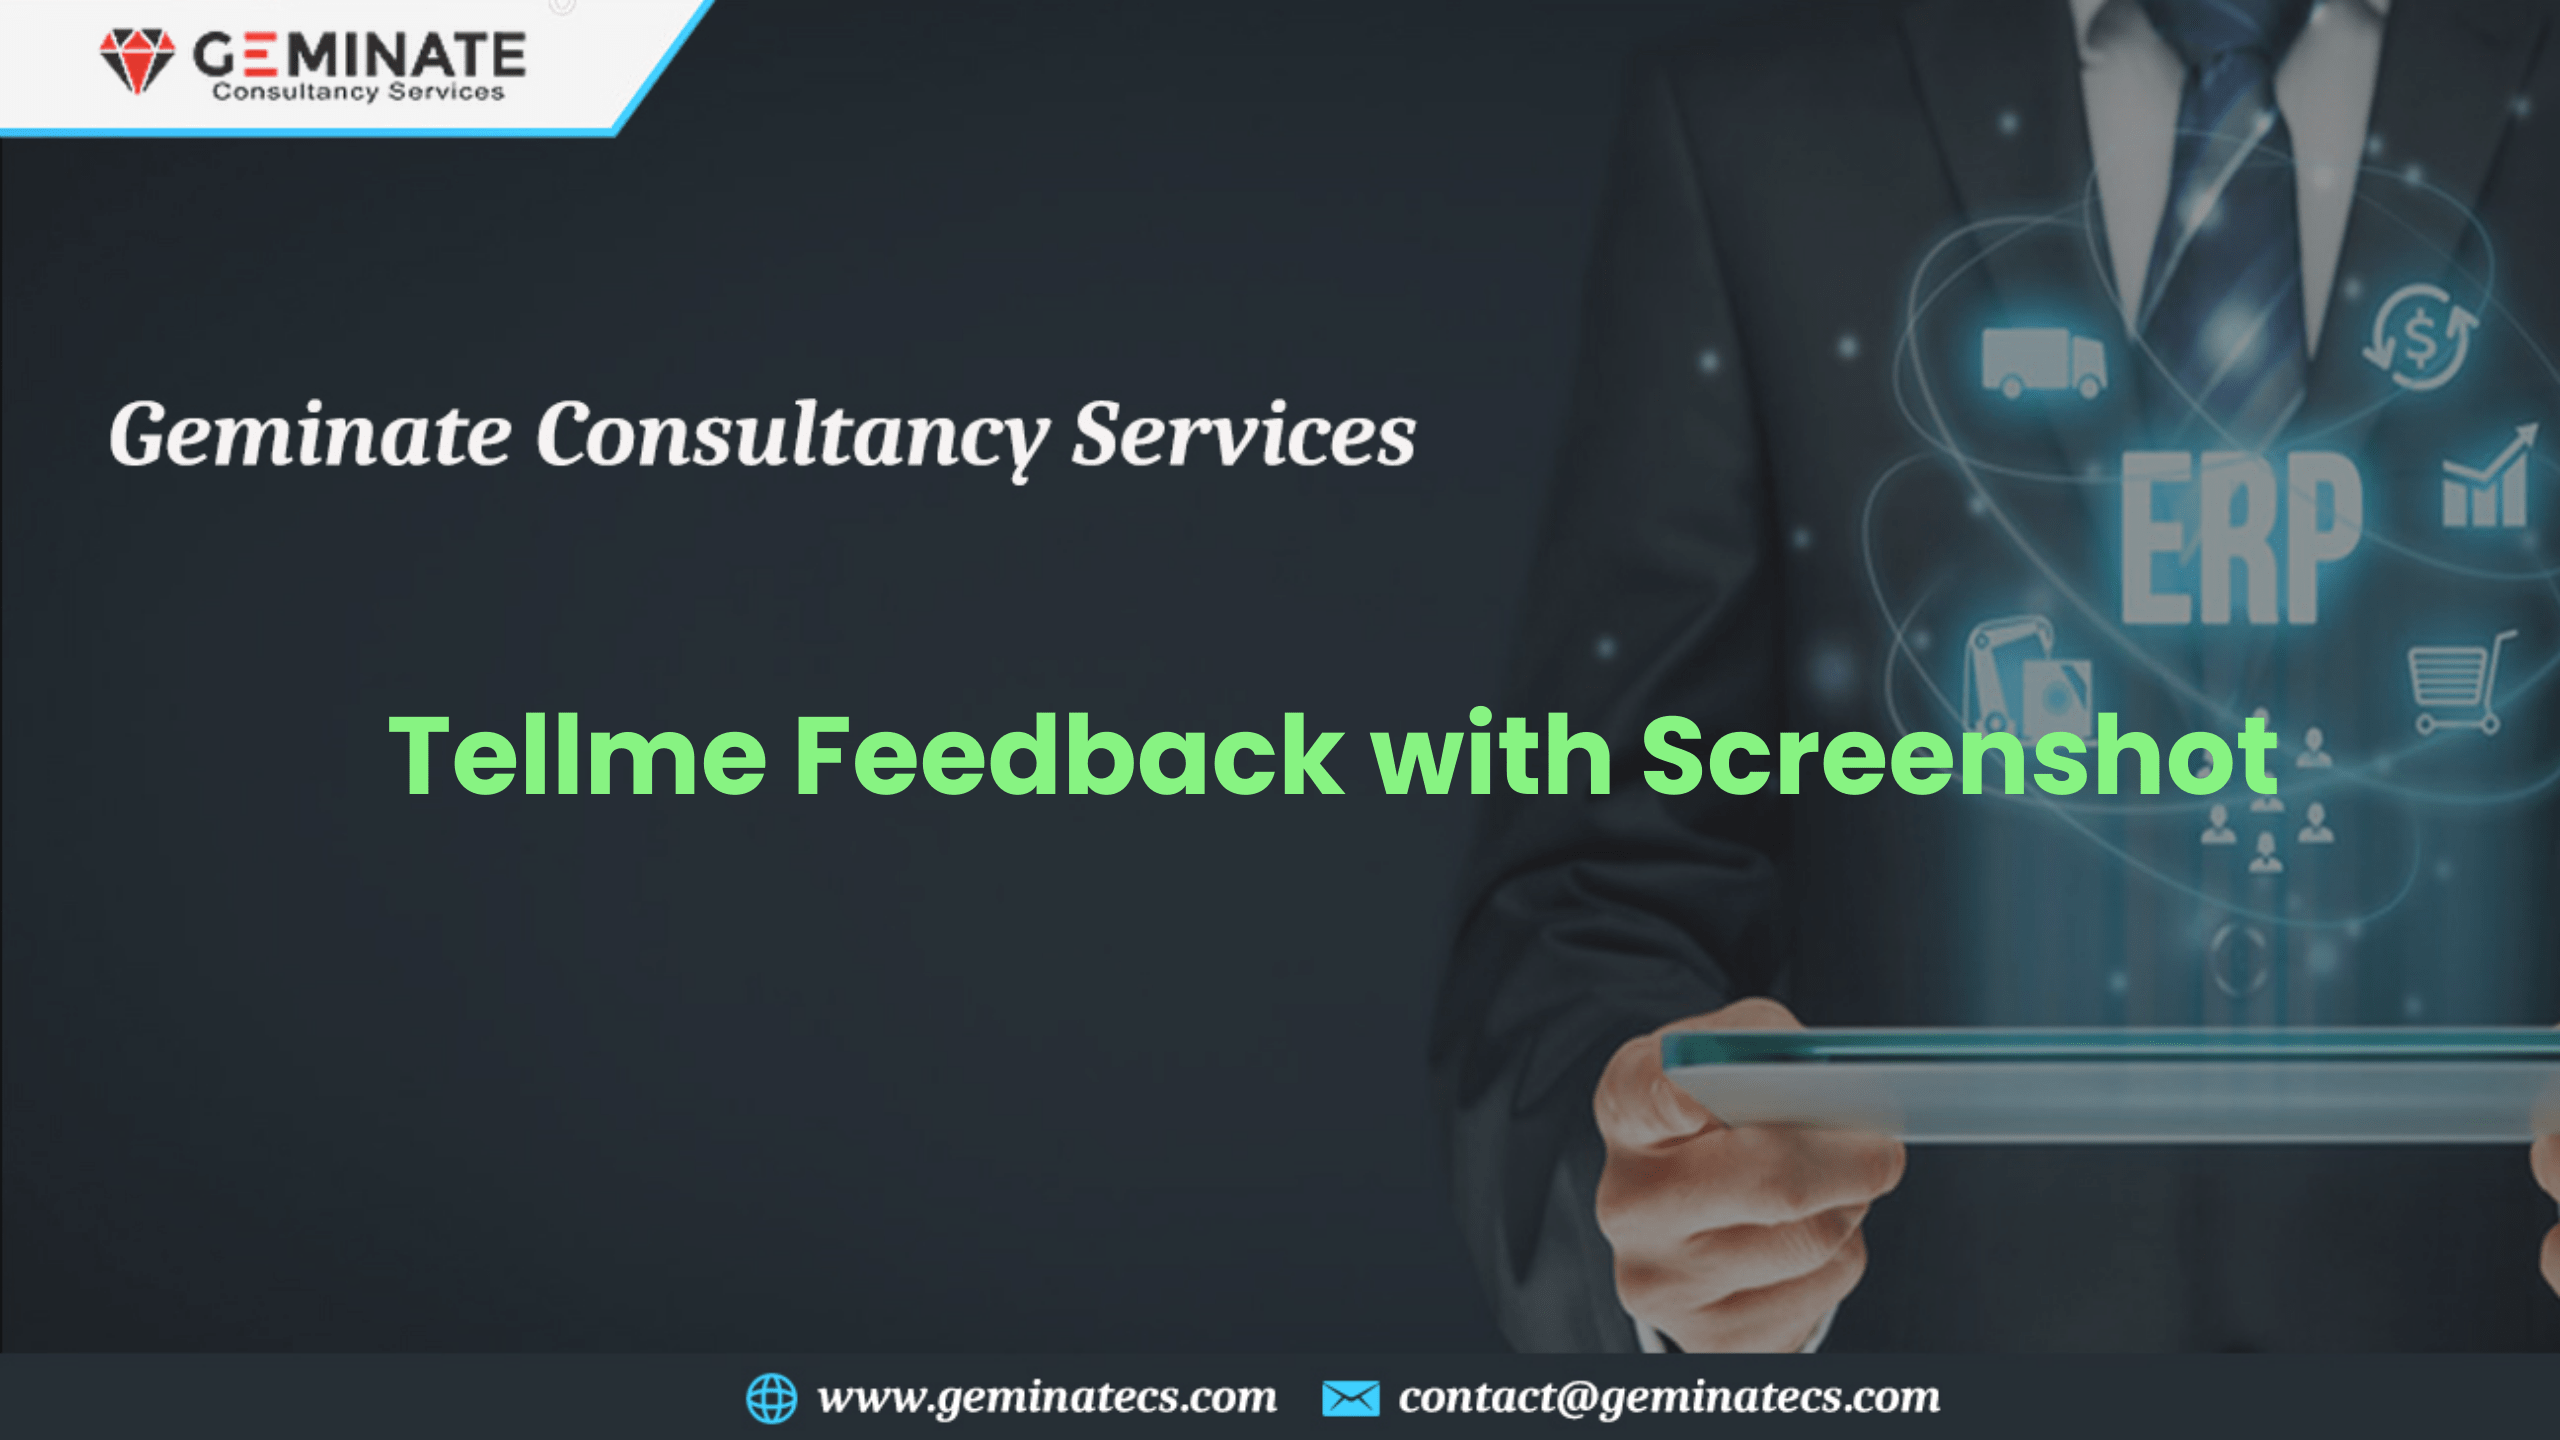 GEMINATE
Consultancy Services
Geminate Consultancy Services
$
ERP
Tellme Feedback with Screenshot
www.geminatecs.com contact@geminatecs.com